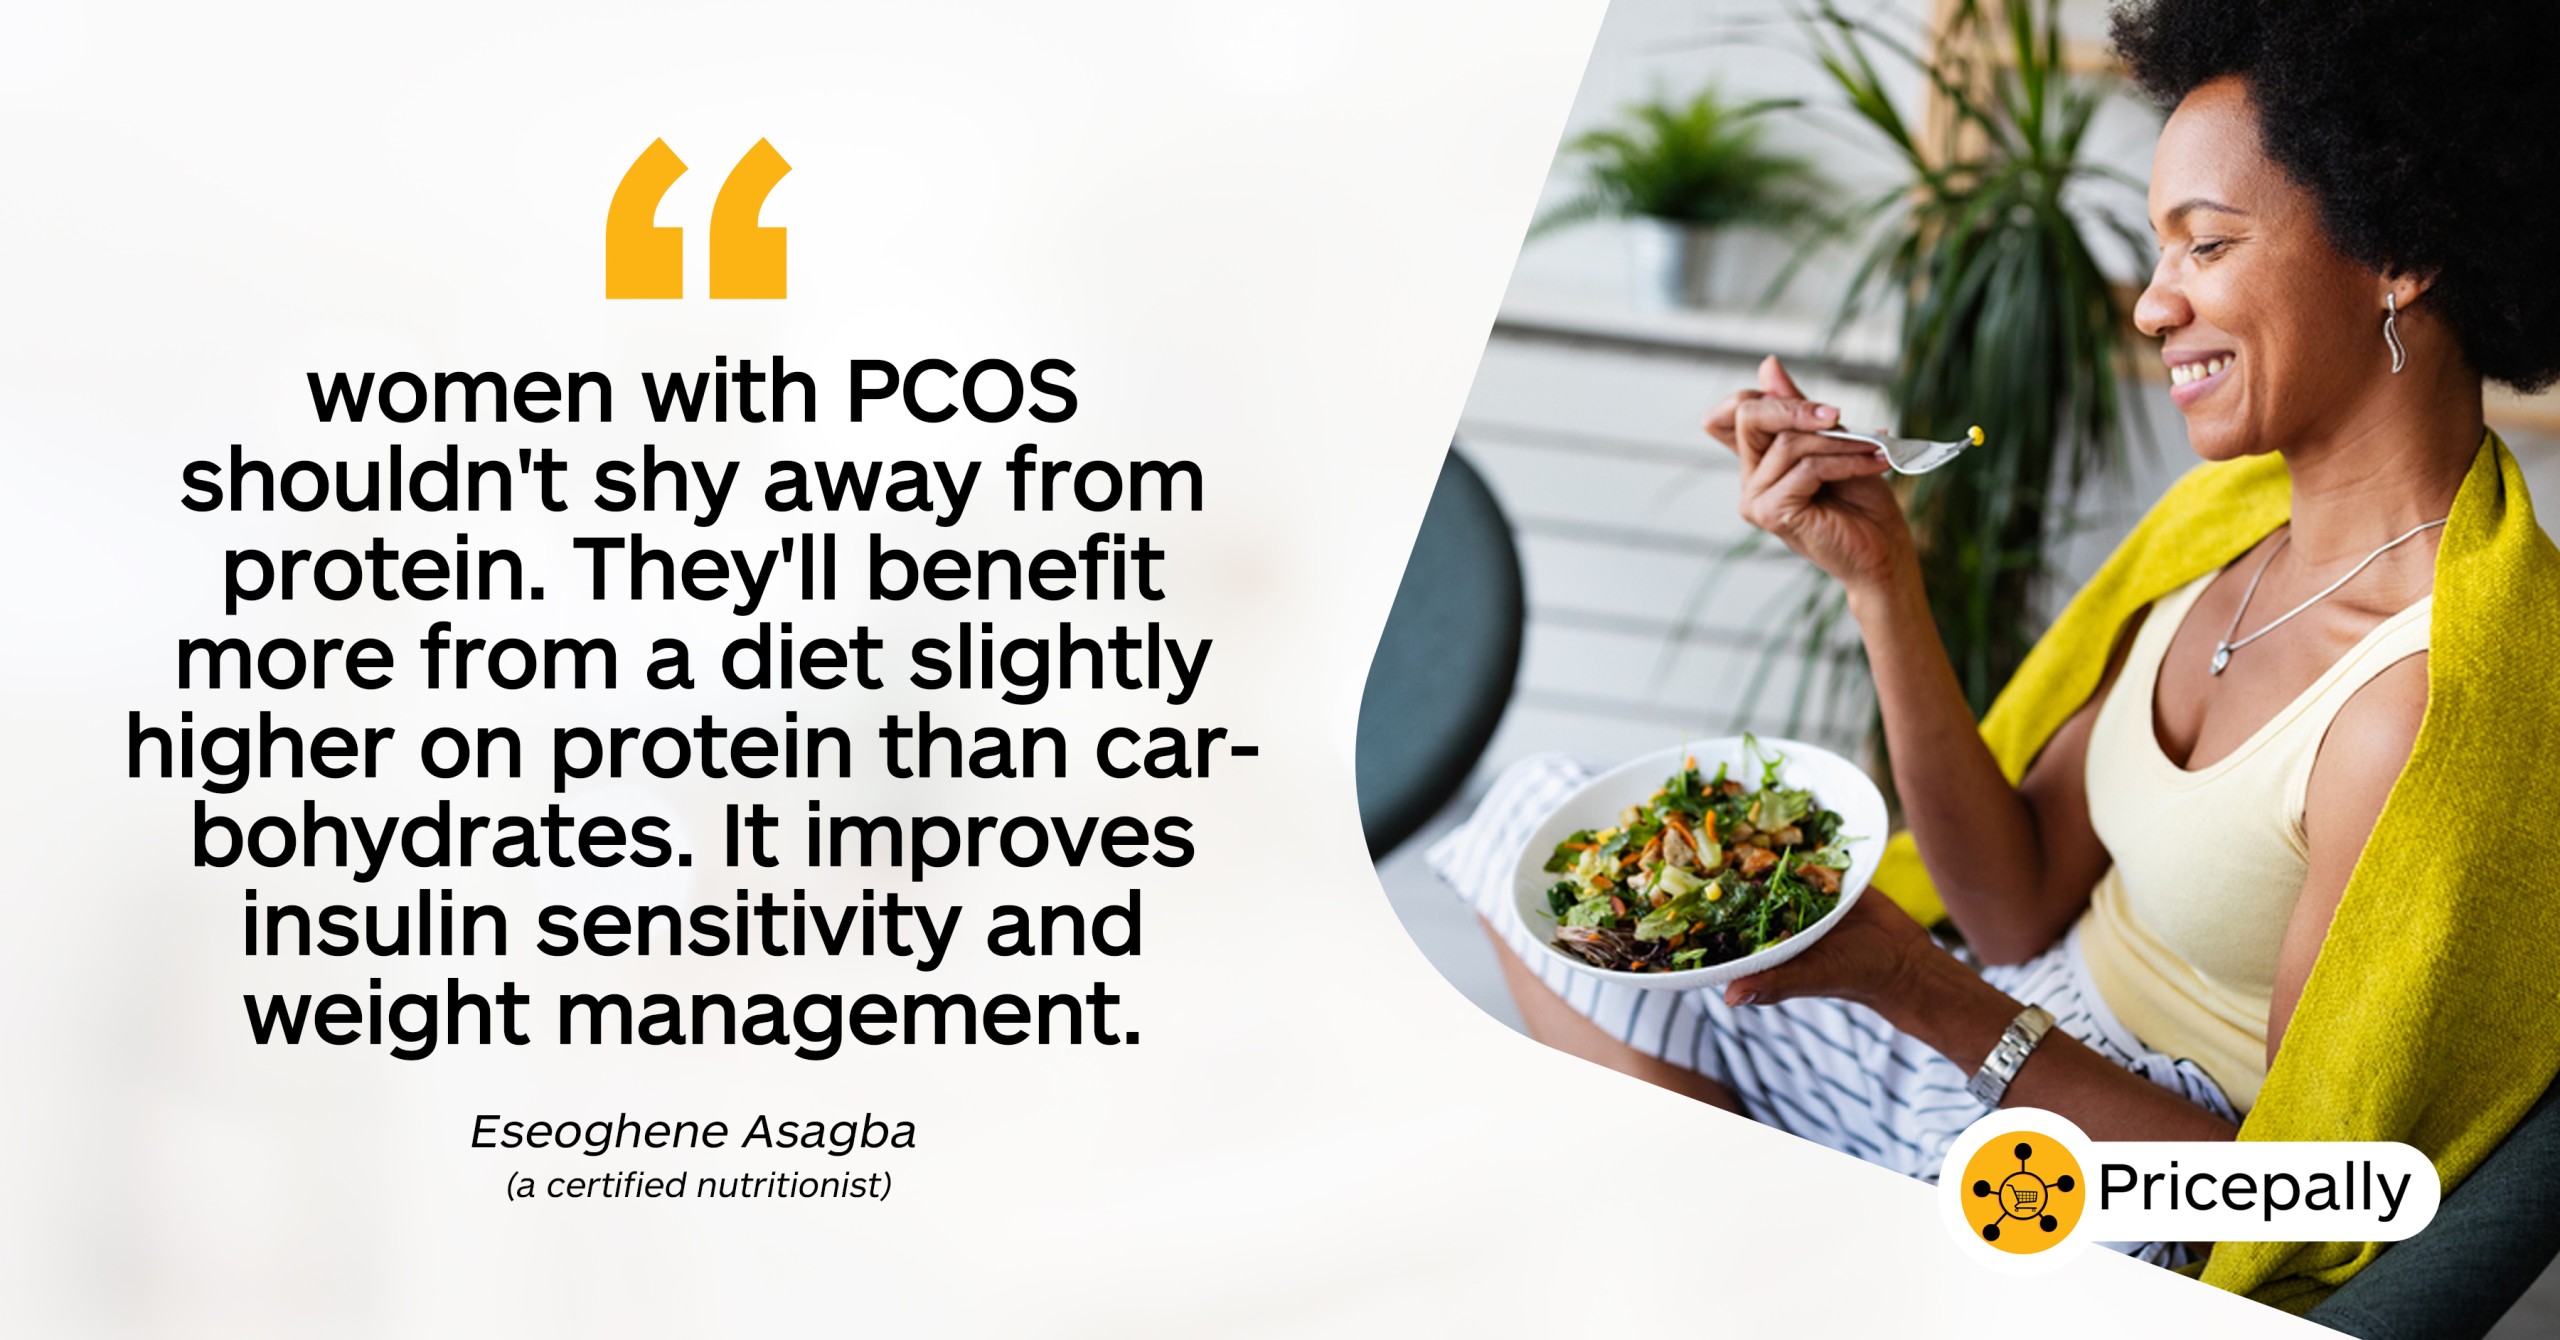 “
women with PCOS
shouldn't shy away from
protein. They'll benefit
more from a diet slightly
higher on protein than car-
bohydrates. It improves
insulin sensitivity and
weight management.
Eseoghene Asagba
(a certified nutritionist)
Pricepally